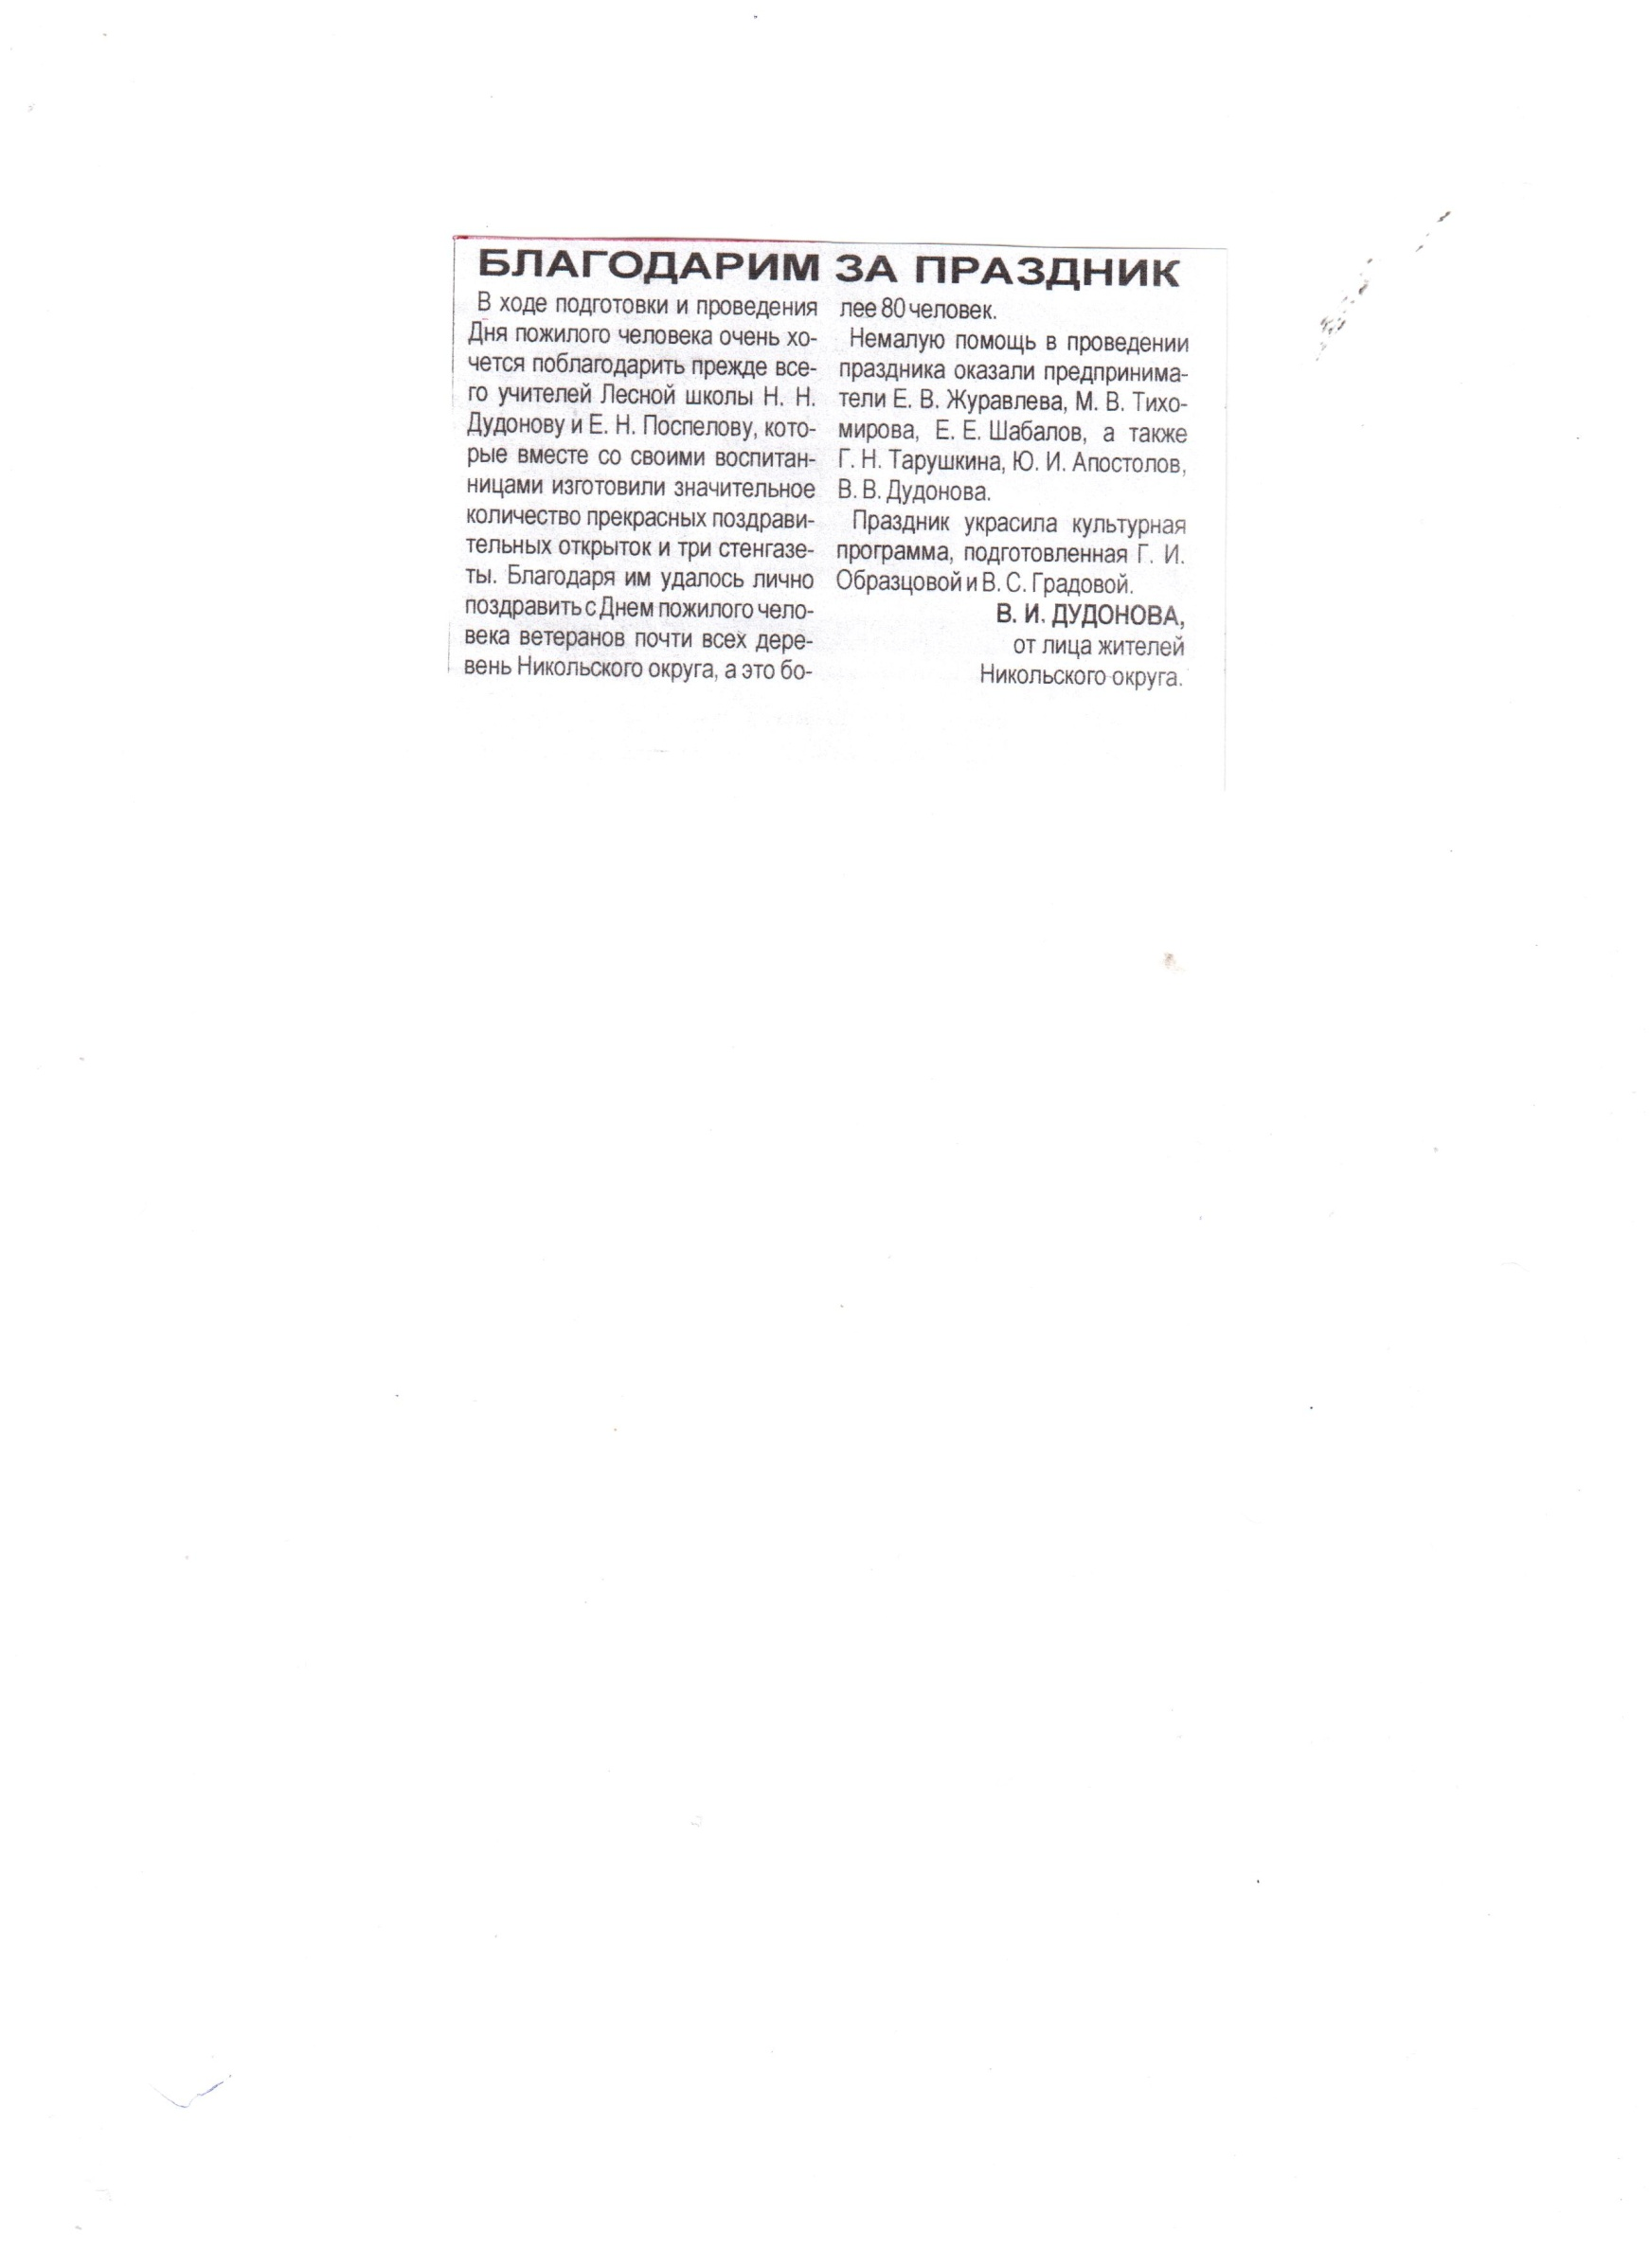 БЛАГОДАРИМ ЗА ПРАЗДНИК
В ходе подготовки и проведения
Дня пожилого человека очень хо-
чется поблагодарить прежде все-
го учителей Лесной школы Н. Н.
Дудонову и Е. Н. Поспелову, кото-
рые вместе со своими воспитан-
ницами изготовили значительное
количество прекрасных поздрави-
тельных открыток и три стенгазе-
ты. Благодаря им удалось лично
поздравить с Днем пожилого чело-
века ветеранов почти всех дере-
вень Никольского округа, а это бо-
лее 80 человек.
Немалую помощь в проведении
праздника оказали предпринима-
тели Е. В. Журавлева, М. В. Тихо-
мирова, Е. Е. Шабалов, а также
Г. Н. Тарушкина, Ю. И. Апостолов,
В. В. Дудонова.
Праздник украсила культурная
программа, подготовленная Г. И.
Образцовой и В. С. Градовой.
В. И. ДУДОНОВА,
от лица жителей
Никольского округа.